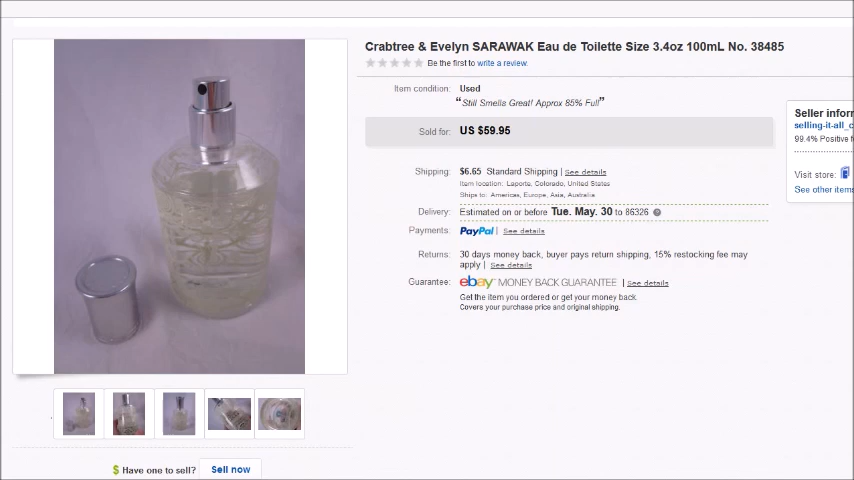 Crabtree & Evelyn SARAWAK Eau de Toilette Size 3.4oz 100mL No. 38485
Be the first to write a review.
Item condition: Used
“Still Smells Great! Approx 85% Full”
Sold for: US $59.95
Shipping: $6.65 Standard Shipping | See details
Item location: Laporte, Colorado, United States
Ships to: Americas, Europe, Asia, Australia
Delivery: Estimated on or before Tue. May. 30 to 86326
Payments: PayPal | See details
Returns: 30 days money back, buyer pays return shipping, 15% restocking fee may
apply | See details
Guarantee: ebay MONEY BACK GUARANTEE | See details
Get the item you ordered or get your money back.
Covers your purchase price and original shipping.
Seller infor
selling-it-all_c
99.4% Positive f
Visit store:
See other items
$ Have one to sell? Sell now